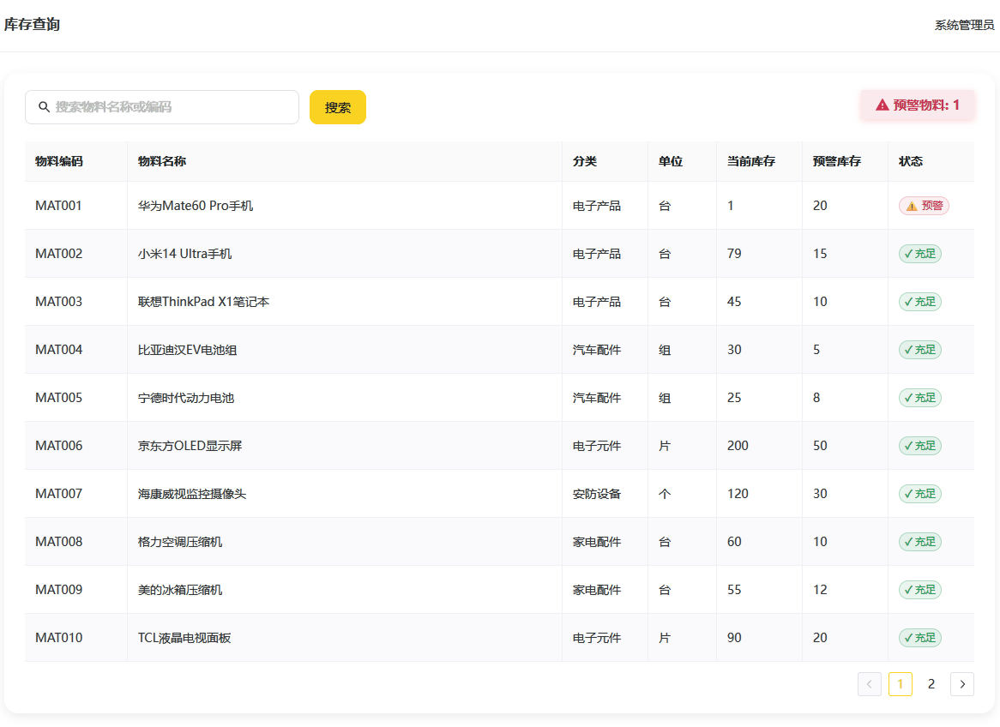 库存查询
系统管理员
搜索物料名称或编码
搜索
预警物料: 1
物料编码 物料名称 分类 单位 当前库存 预警库存 状态
MAT001 华为Mate60 Pro手机 电子产品 台 1 20 预警
MAT002 小米14 Ultra手机 电子产品 台 79 15 ✓充足
MAT003 联想ThinkPad X1笔记本 电子产品 台 45 10 ✓充足
MAT004 比亚迪汉EV电池组 汽车配件 组 30 5 ✓充足
MAT005 宁德时代动力电池 汽车配件 组 25 8 ✓充足
MAT006 京东方OLED显示屏 电子元件 片 200 50 ✓充足
MAT007 海康威视监控摄像头 安防设备 个 120 30 ✓充足
MAT008 格力空调压缩机 家电配件 台 60 10 ✓充足
MAT009 美的冰箱压缩机 家电配件 台 55 12 ✓充足
MAT010 TCL液晶电视面板 电子元件 片 90 20 ✓充足
1 2